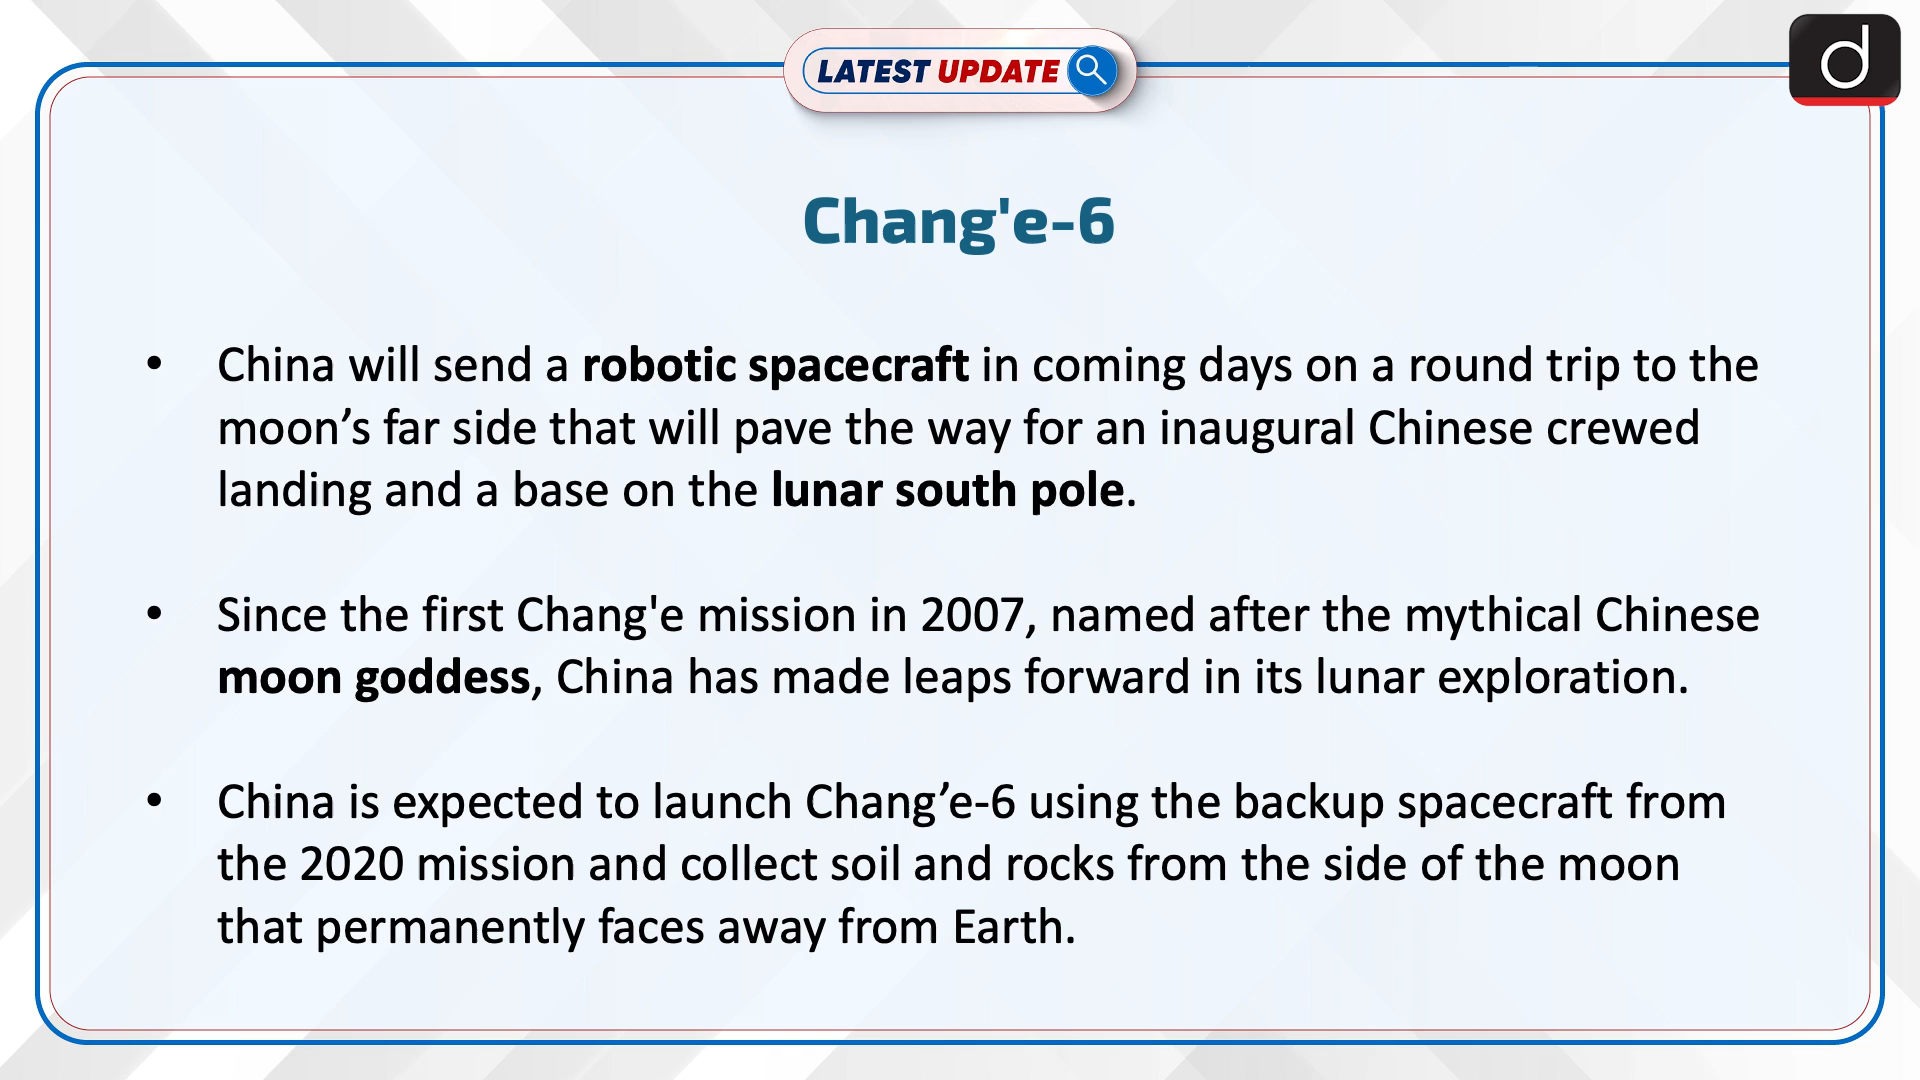 LATEST UPDATE
d
Chang'e-6
• China will send a robotic spacecraft in coming days on a round trip to the
moon’s far side that will pave the way for an inaugural Chinese crewed
landing and a base on the lunar south pole.
• Since the first Chang'e mission in 2007, named after the mythical Chinese
moon goddess, China has made leaps forward in its lunar exploration.
• China is expected to launch Chang’e-6 using the backup spacecraft from
the 2020 mission and collect soil and rocks from the side of the moon
that permanently faces away from Earth.